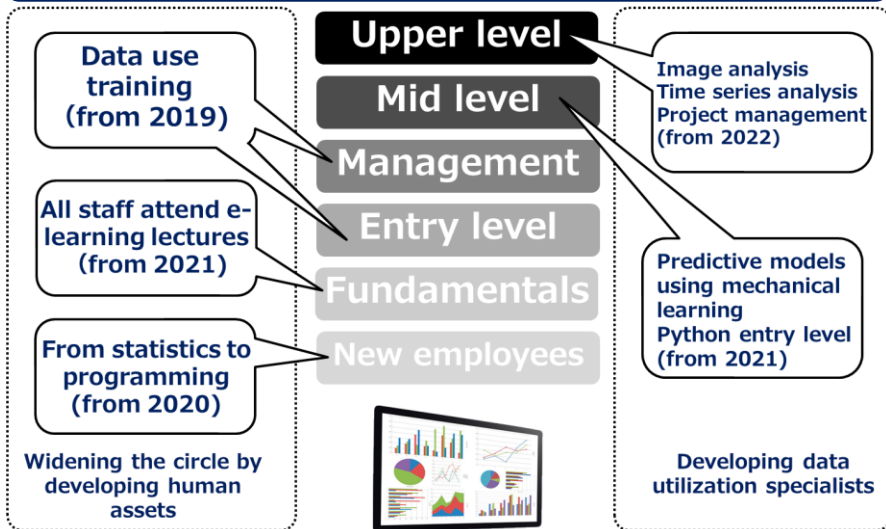 Data use
training
(from 2019)
All staff attend e-
learning lectures
(from 2021)
From statistics to
programming
(from 2020)
Widening the circle by
developing human
assets
Upper level
Mid level
Management
Entry level
Fundamentals
New employees
Image analysis
Time series analysis
Project management
(from 2022)
Predictive models
using mechanical
learning
Python entry level
(from 2021)
Developing data
utilization specialists